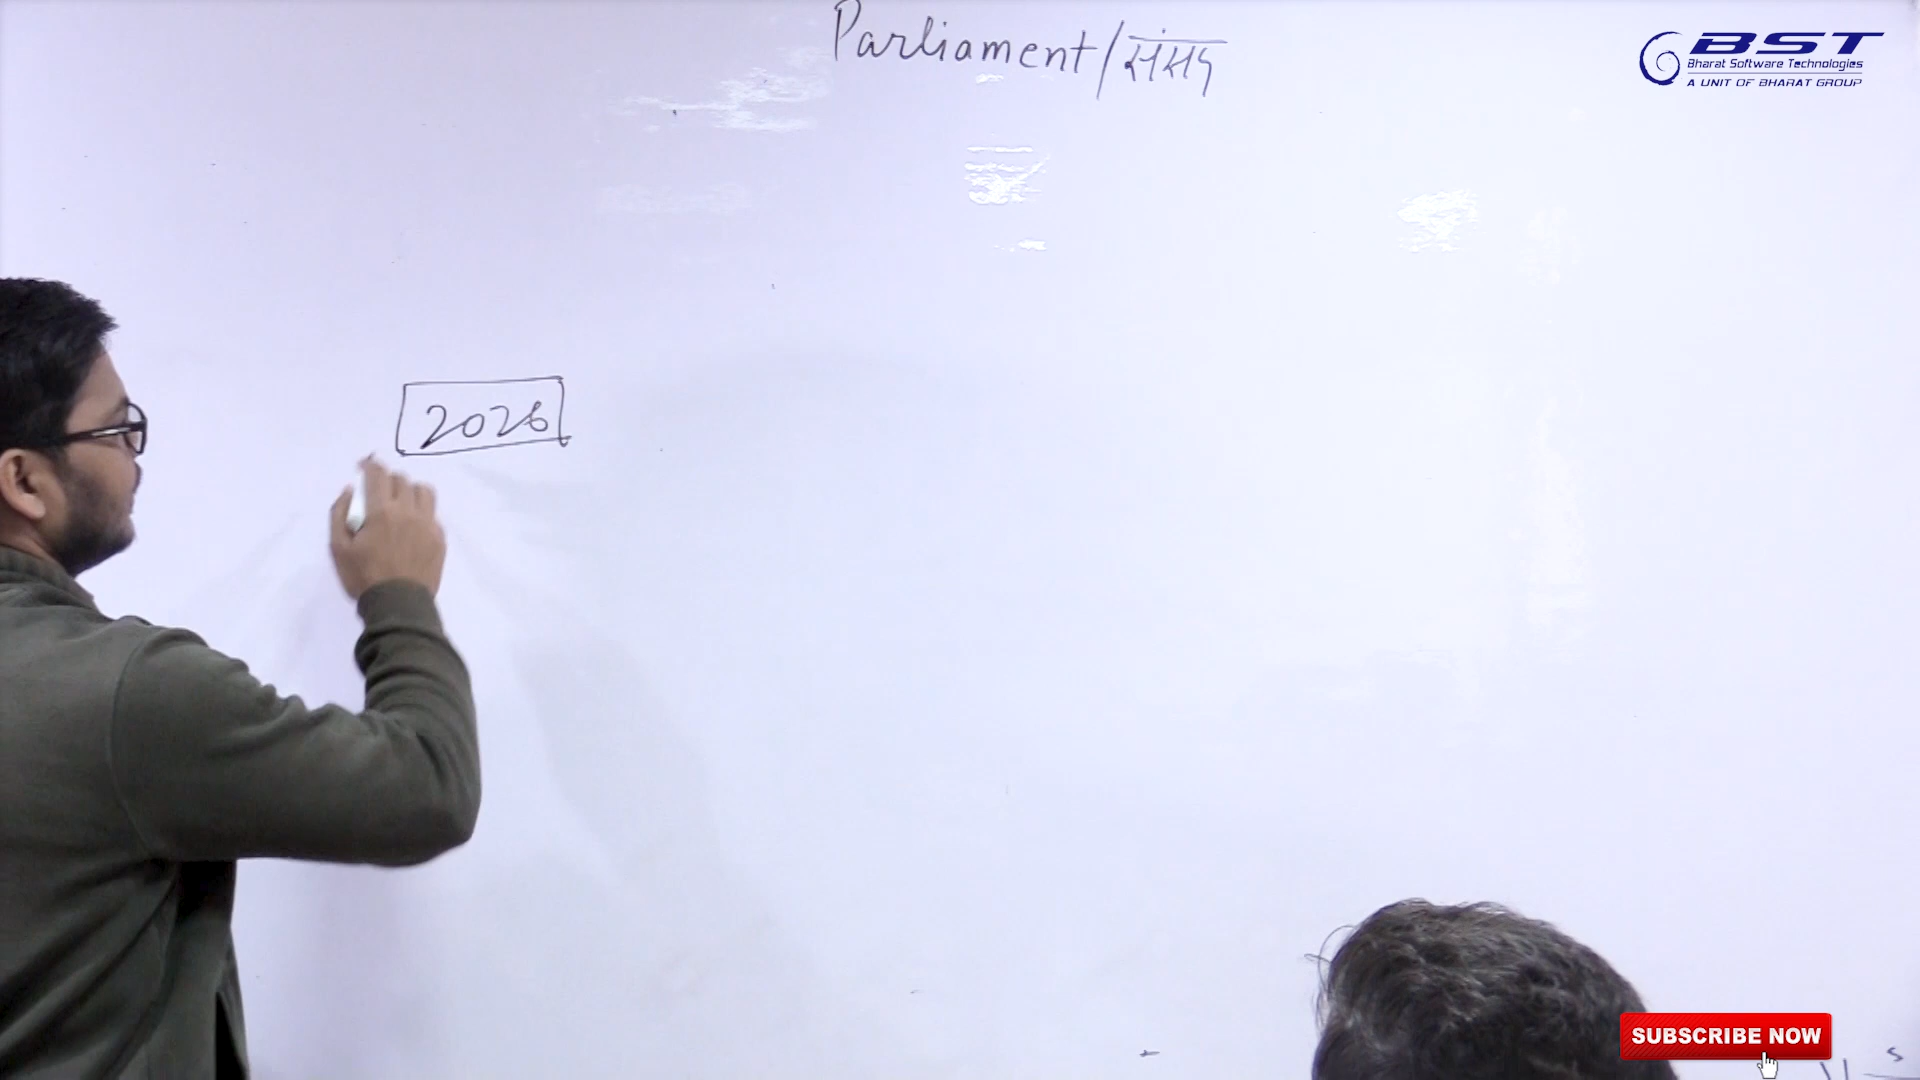 Parliament/संसद
BST
Bharat Software Technologies
A UNIT OF BHARAT GROUP
2026
SUBSCRIBE NOW